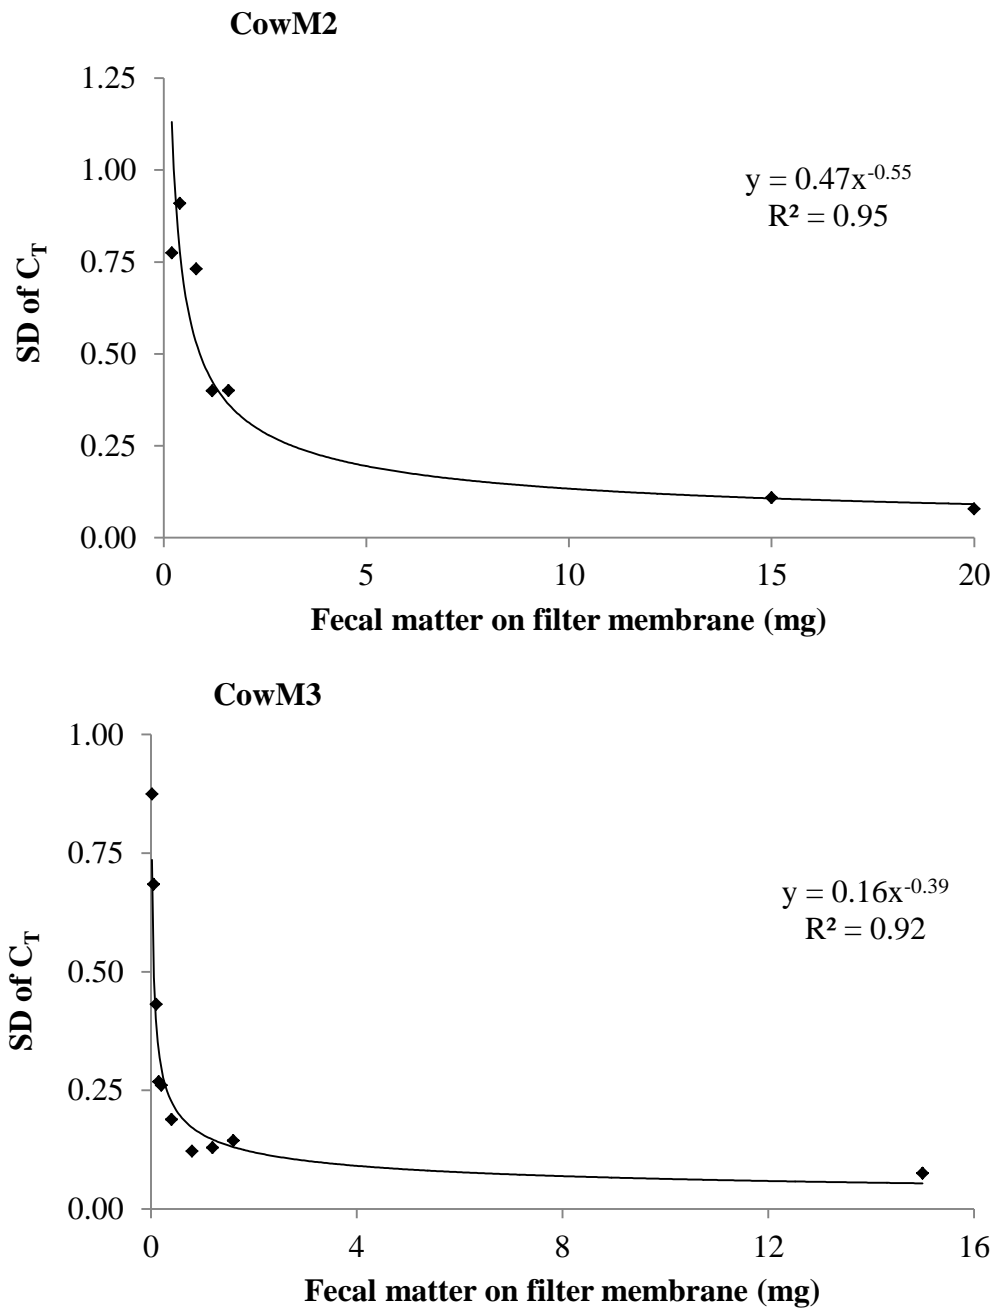 CowM2
1.25
1.00
0.75
0.50
0.25
0.00
SD of C_T
y = 0.47x^-0.55
R² = 0.95
0 5 10 15 20
Fecal matter on filter membrane (mg)
CowM3
1.00
0.75
0.50
0.25
0.00
SD of C_T
y = 0.16x^-0.39
R² = 0.92
0 4 8 12 16
Fecal matter on filter membrane (mg)